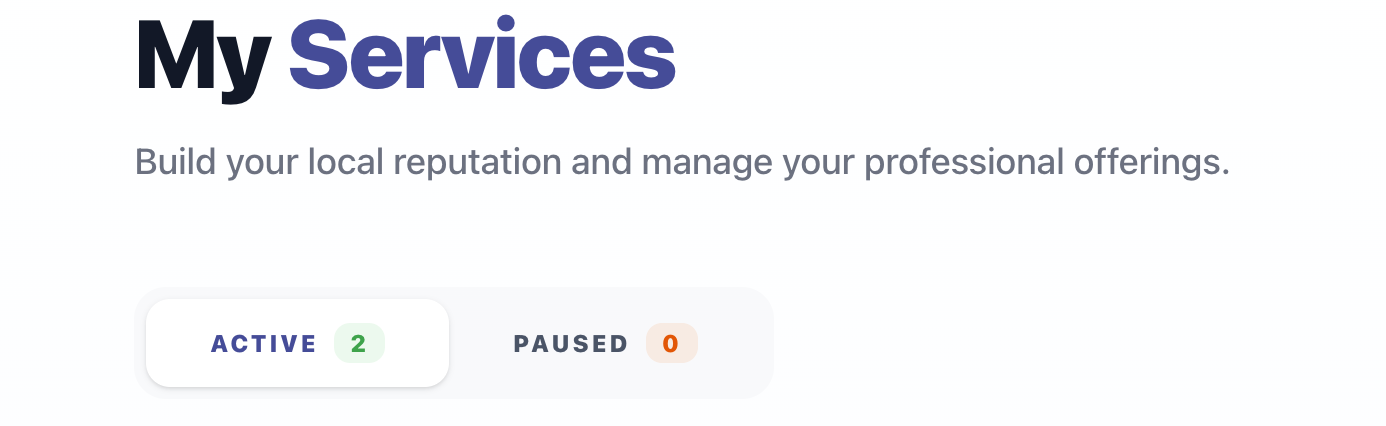 My Services
Build your local reputation and manage your professional offerings.
ACTIVE 2 PAUSED 0